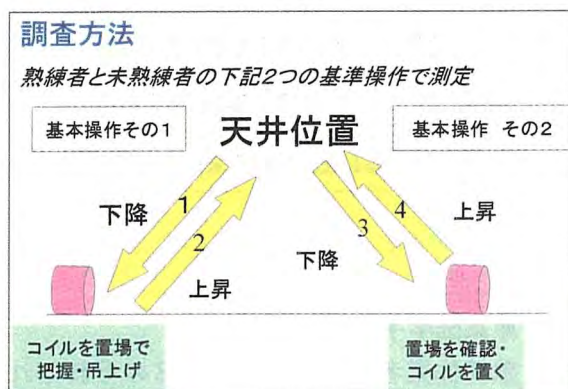 調査方法
熟練者と未熟練者の下記2つの基準操作で測定
基本操作その1
天井位置
基本操作 その2
下降
1
2
上昇
3
下降
4
上昇
コイルを置場で
把握・吊上げ
置場を確認・
コイルを置く